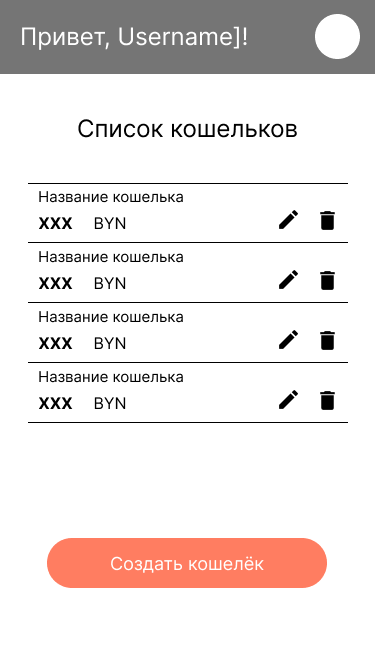 Привет, Username]!
Список кошельков
Название кошелька
XXX BYN
Название кошелька
XXX BYN
Название кошелька
XXX BYN
Название кошелька
XXX BYN
Создать кошелёк